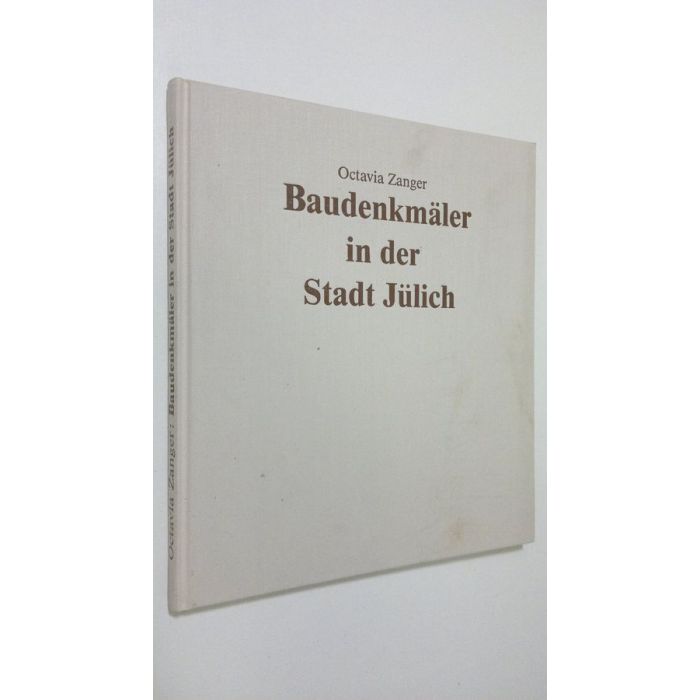 Octavia Zanger
Baudenkmäler
in der
Stadt Jülich
Octavia Zanger: Baudenkmäler in der Stadt Jülich